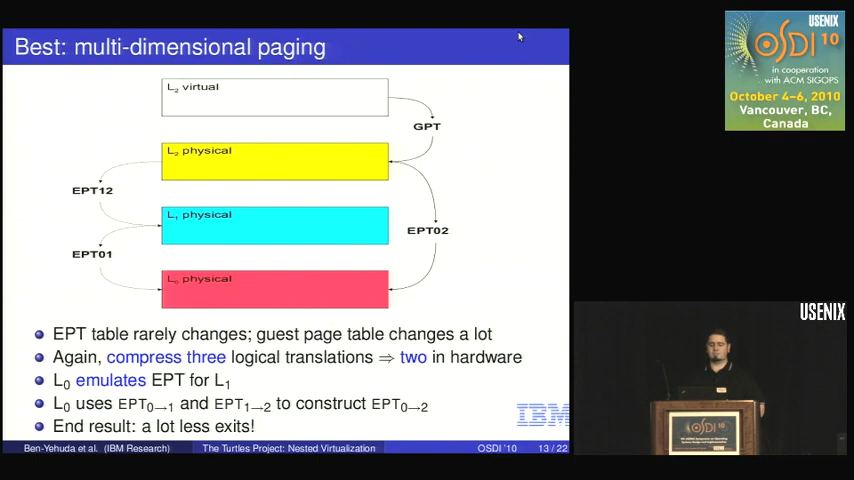 Best: multi-dimensional paging
L2 virtual
GPT
L2 physical
EPT12
L1 physical
EPT02
EPT01
L0 physical
EPT table rarely changes; guest page table changes a lot
Again, compress three logical translations ⇒ two in hardware
L0 emulates EPT for L1
L0 uses EPT0→1 and EPT1→2 to construct EPT0→2
End result: a lot less exits!
IBM
Ben-Yehuda et al. (IBM Research)
The Turtles Project: Nested Virtualization
OSDI '10
13 / 22
USENIX
OSDI 10
in cooperation
with ACM SIGOPS
October 4–6, 2010
Vancouver, BC,
Canada
USENIX
OSDI